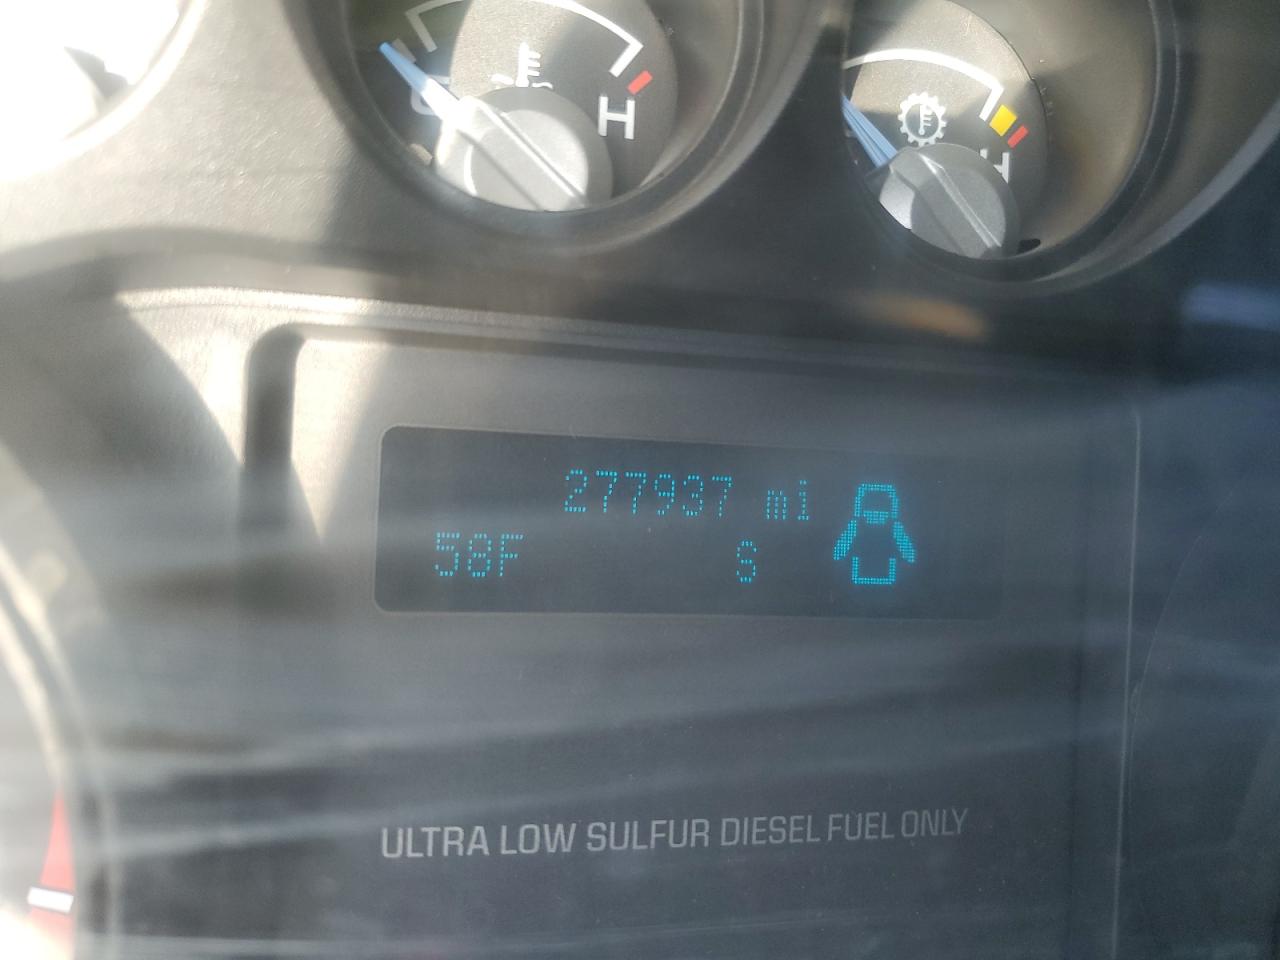 C
H
H
277937 mi
58F S
ULTRA LOW SULFUR DIESEL FUEL ONLY